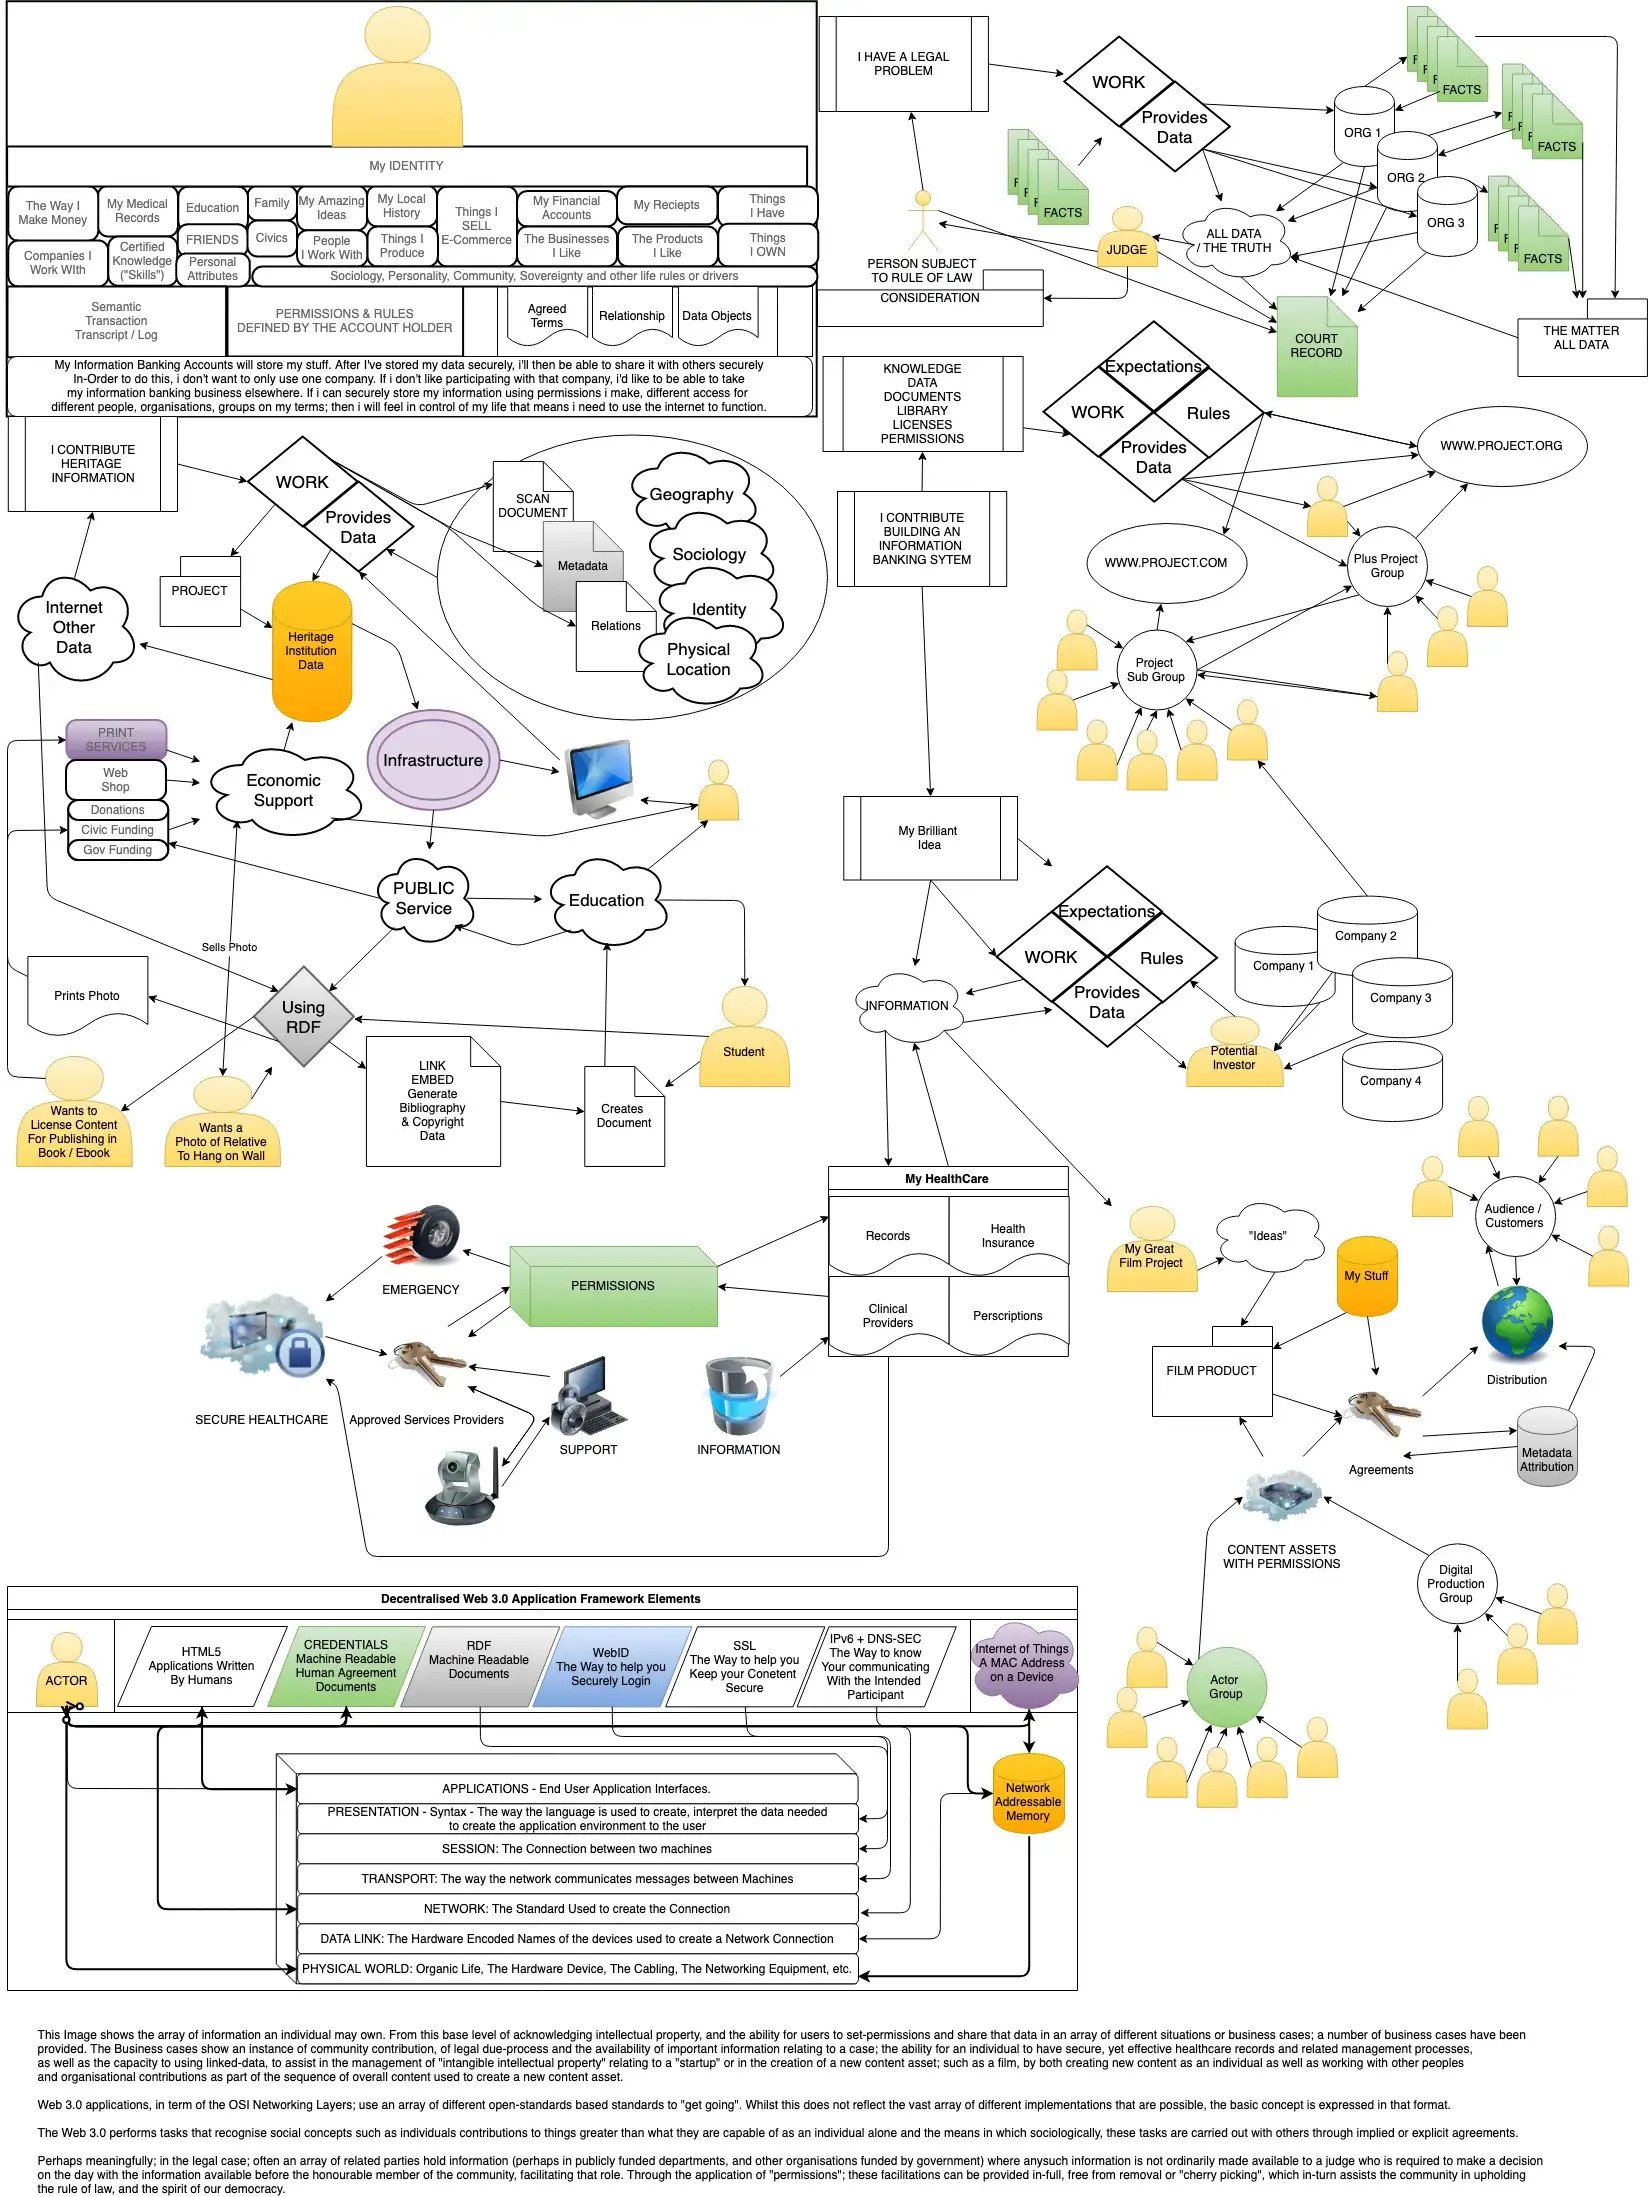 My IDENTITY
The Way I
Make Money
My Medical
Records
Education
Family
My Amazing
Ideas
My Local
History
Things I
SELL
E-Commerce
My Financial
Accounts
My Reciepts
Things
I Have
Companies I
Work WIth
Certified
Knowledge
("Skills")
FRIENDS
Personal
Attributes
Civics
People
I Work With
Things I
Produce
The Businesses
I Like
The Products
I Like
Things
I OWN
Sociology, Personality, Community, Sovereignty and other life rules or drivers
Semantic
Transaction
Transcript / Log
PERMISSIONS & RULES
DEFINED BY THE ACCOUNT HOLDER
Agreed
Terms
Relationship
Data Objects
My Information Banking Accounts will store my stuff. After I've stored my data securely, i'll then be able to share it with others securely
In-Order to do this, i don't want to only use one company. If i don't like participating with that company, i'd like to be able to take
my information banking business elsewhere. If i can securely store my information using permissions i make, different access for
different people, organisations, groups on my terms; then i will feel in control of my life that means i need to use the internet to function.
I HAVE A LEGAL
PROBLEM
WORK
Provides
Data
F
F
F
FACTS
ORG 1
ORG 2
ORG 3
F
F
F
FACTS
F
F
F
FACTS
F
F
F
FACTS
PERSON SUBJECT
TO RULE OF LAW
JUDGE
ALL DATA
/ THE TRUTH
CONSIDERATION
COURT
RECORD
THE MATTER
ALL DATA
KNOWLEDGE
DATA
DOCUMENTS
LIBRARY
LICENSES
PERMISSIONS
Expectations
WORK
Rules
Provides
Data
WWW.PROJECT.ORG
I CONTRIBUTE
BUILDING AN
INFORMATION
BANKING SYTEM
WWW.PROJECT.COM
Plus Project
Group
Project
Sub Group
I CONTRIBUTE
HERITAGE
INFORMATION
WORK
Provides
Data
SCAN
DOCUMENT
Metadata
Relations
Geography
Sociology
Identity
Physical
Location
PROJECT
Internet
Other
Data
Heritage
Institution
Data
PRINT
SERVICES
Web
Shop
Donations
Civic Funding
Gov Funding
Economic
Support
Infrastructure
PUBLIC
Service
Education
Sells Photo
Prints Photo
Using
RDF
Student
LINK
EMBED
Generate
Bibliography
& Copyright
Data
Creates
Document
Wants to
License Content
For Publishing in
Book / Ebook
Wants a
Photo of Relative
To Hang on Wall
My Brilliant
Idea
Expectations
WORK
Rules
Provides
Data
INFORMATION
Company 1
Company 2
Company 3
Company 4
Potential
Investor
My HealthCare
Records
Health
Insurance
Clinical
Providers
Perscriptions
EMERGENCY
PERMISSIONS
SECURE HEALTHCARE
Approved Services Providers
SUPPORT
INFORMATION
My Great
Film Project
"Ideas"
My Stuff
Audience /
Customers
FILM PRODUCT
Distribution
Agreements
Metadata
Attribution
CONTENT ASSETS
WITH PERMISSIONS
Digital
Production
Group
Actor
Group
Decentralised Web 3.0 Application Framework Elements
ACTOR
HTML5
Applications Written
By Humans
CREDENTIALS
Machine Readable
Human Agreement
Documents
RDF
Machine Readable
Documents
WebID
The Way to help you
Securely Login
SSL
The Way to help you
Keep your Conetent
Secure
IPv6 + DNS-SEC
The Way to know
Your communicating
With the Intended
Participant
Internet of Things
A MAC Address
on a Device
APPLICATIONS - End User Application Interfaces.
PRESENTATION - Syntax - The way the language is used to create, interpret the data needed
to create the application environment to the user
SESSION: The Connection between two machines
TRANSPORT: The way the network communicates messages between Machines
NETWORK: The Standard Used to create the Connection
DATA LINK: The Hardware Encoded Names of the devices used to create a Network Connection
PHYSICAL WORLD: Organic Life, The Hardware Device, The Cabling, The Networking Equipment, etc.
Network
Addressable
Memory
This Image shows the array of information an individual may own. From this base level of acknowledging intellectual property, and the ability for users to set-permissions and share that data in an array of different situations or business cases; a number of business cases have been
provided. The Business cases show an instance of community contribution, of legal due-process and the availability of important information relating to a case; the ability for an individual to have secure, yet effective healthcare records and related management processes,
as well as the capacity to using linked-data, to assist in the management of "intangible intellectual property" relating to a "startup" or in the creation of a new content asset; such as a film, by both creating new content as an individual as well as working with other peoples
and organisational contributions as part of the sequence of overall content used to create a new content asset.
Web 3.0 applications, in term of the OSI Networking Layers; use an array of different open-standards based standards to "get going". Whilst this does not reflect the vast array of different implementations that are possible, the basic concept is expressed in that format.
The Web 3.0 performs tasks that recognise social concepts such as individuals contributions to things greater than what they are capable of as an individual alone and the means in which sociologically, these tasks are carried out with others through implied or explicit agreements.
Perhaps meaningfully; in the legal case; often an array of related parties hold information (perhaps in publicly funded departments, and other organisations funded by government) where anysuch information is not ordinarily made available to a judge who is required to make a decision
on the day with the information available before the honourable member of the community, facilitating that role. Through the application of "permissions"; these facilitations can be provided in-full, free from removal or "cherry picking", which in-turn assists the community in upholding
the rule of law, and the spirit of our democracy.